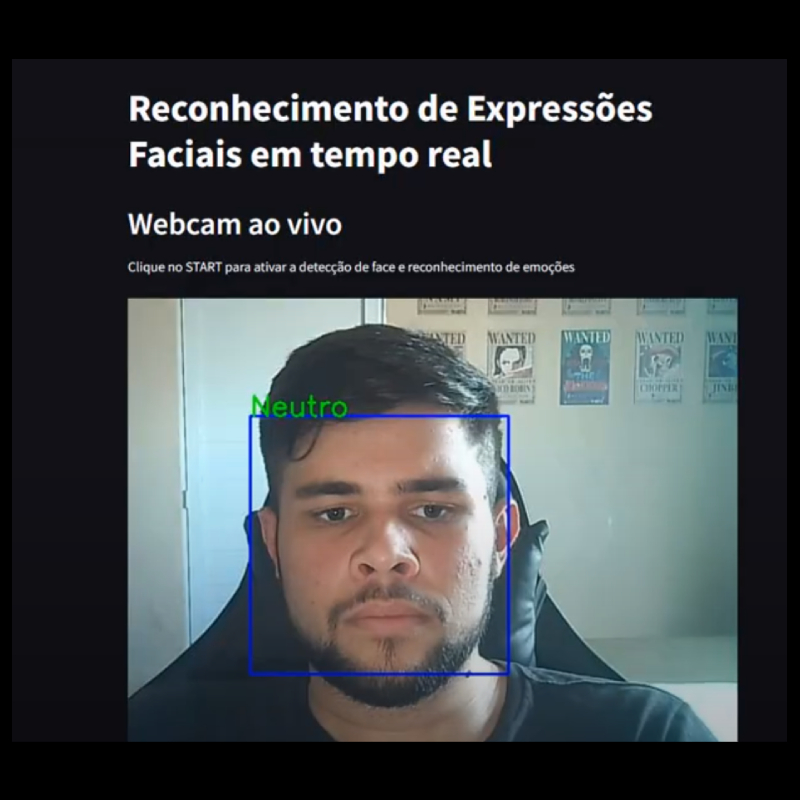 Reconhecimento de Expressões
Faciais em tempo real
Webcam ao vivo
Clique no START para ativar a detecção de face e reconhecimento de emoções
WANTED
WANTED
WANTED
CHOPPER
Neutro